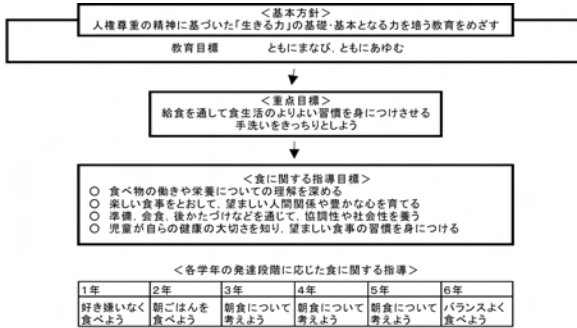 ＜基本方針＞
人権尊重の精神に基づいた「生きる力」の基礎・基本となる力を培う教育をめざす
教育目標　ともにまなび，ともにあゆむ
＜重点目標＞
給食を通して食生活のよりよい習慣を身につけさせる
手洗いをきっちりとしよう
＜食に関する指導目標＞
○ 食べ物の働きや栄養についての理解を深める
○ 楽しい食事をとおして，望ましい人間関係や豊かな心を育てる
○ 準備，会食，後かたづけなどを通じて，協調性や社会性を養う
○ 児童が自らの健康の大切さを知り，望ましい食事の習慣を身につける
＜各学年の発達段階に応じた食に関する指導＞
1年 2年 3年 4年 5年 6年
好き嫌いなく 朝ごはんを 朝食について 朝食について 朝食について バランスよく
食べよう 食べよう 考えよう 考えよう 考えよう 食べよう